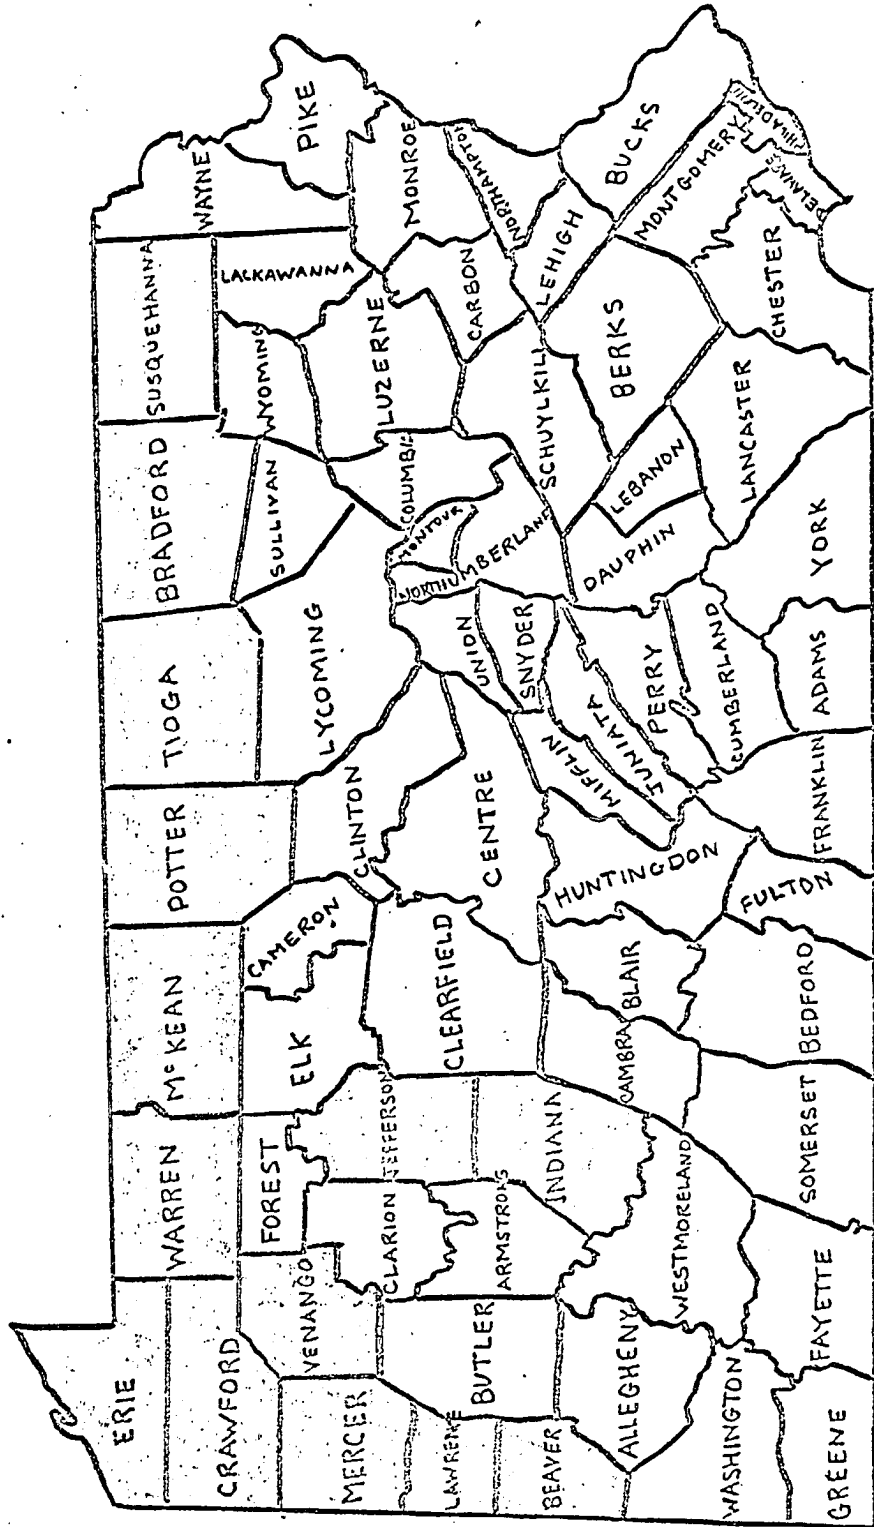 ERIE
CRAWFORD
WARREN
McKEAN
POTTER
TIOGA
BRADFORD
SUSQUEHANNA
WAYNE
PIKE
MERCER
VENANGO
FOREST
ELK
CAMERON
CLINTON
LYCOMING
SULLIVAN
WYOMING
LACKAWANNA
LAWRENE
BUTLER
CLARION
JEFFERSON
CLEARFIELD
CENTRE
UNION
MONTOUR
COLUMBIA
LUZERNE
MONROE
BEAVER
ARMSTRONG
INDIANA
CAMBRA
BLAIR
HUNTINGDON
MIFFLIN
JUNIATA
SNYDER
NORTHUMBERLAND
SCHUYLKILL
CARBON
NORTHAMPTON
LEHIGH
ALLEGHENY
WESTMORELAND
PERRY
DAUPHIN
LEBANON
BERKS
BUCKS
MONTGOMERY
PHILADELPHIA
DELAWARE
CHESTER
LANCASTER
WASHINGTON
GREENE
FAYETTE
SOMERSET
BEDFORD
FULTON
FRANKLIN
CUMBERLAND
ADAMS
YORK